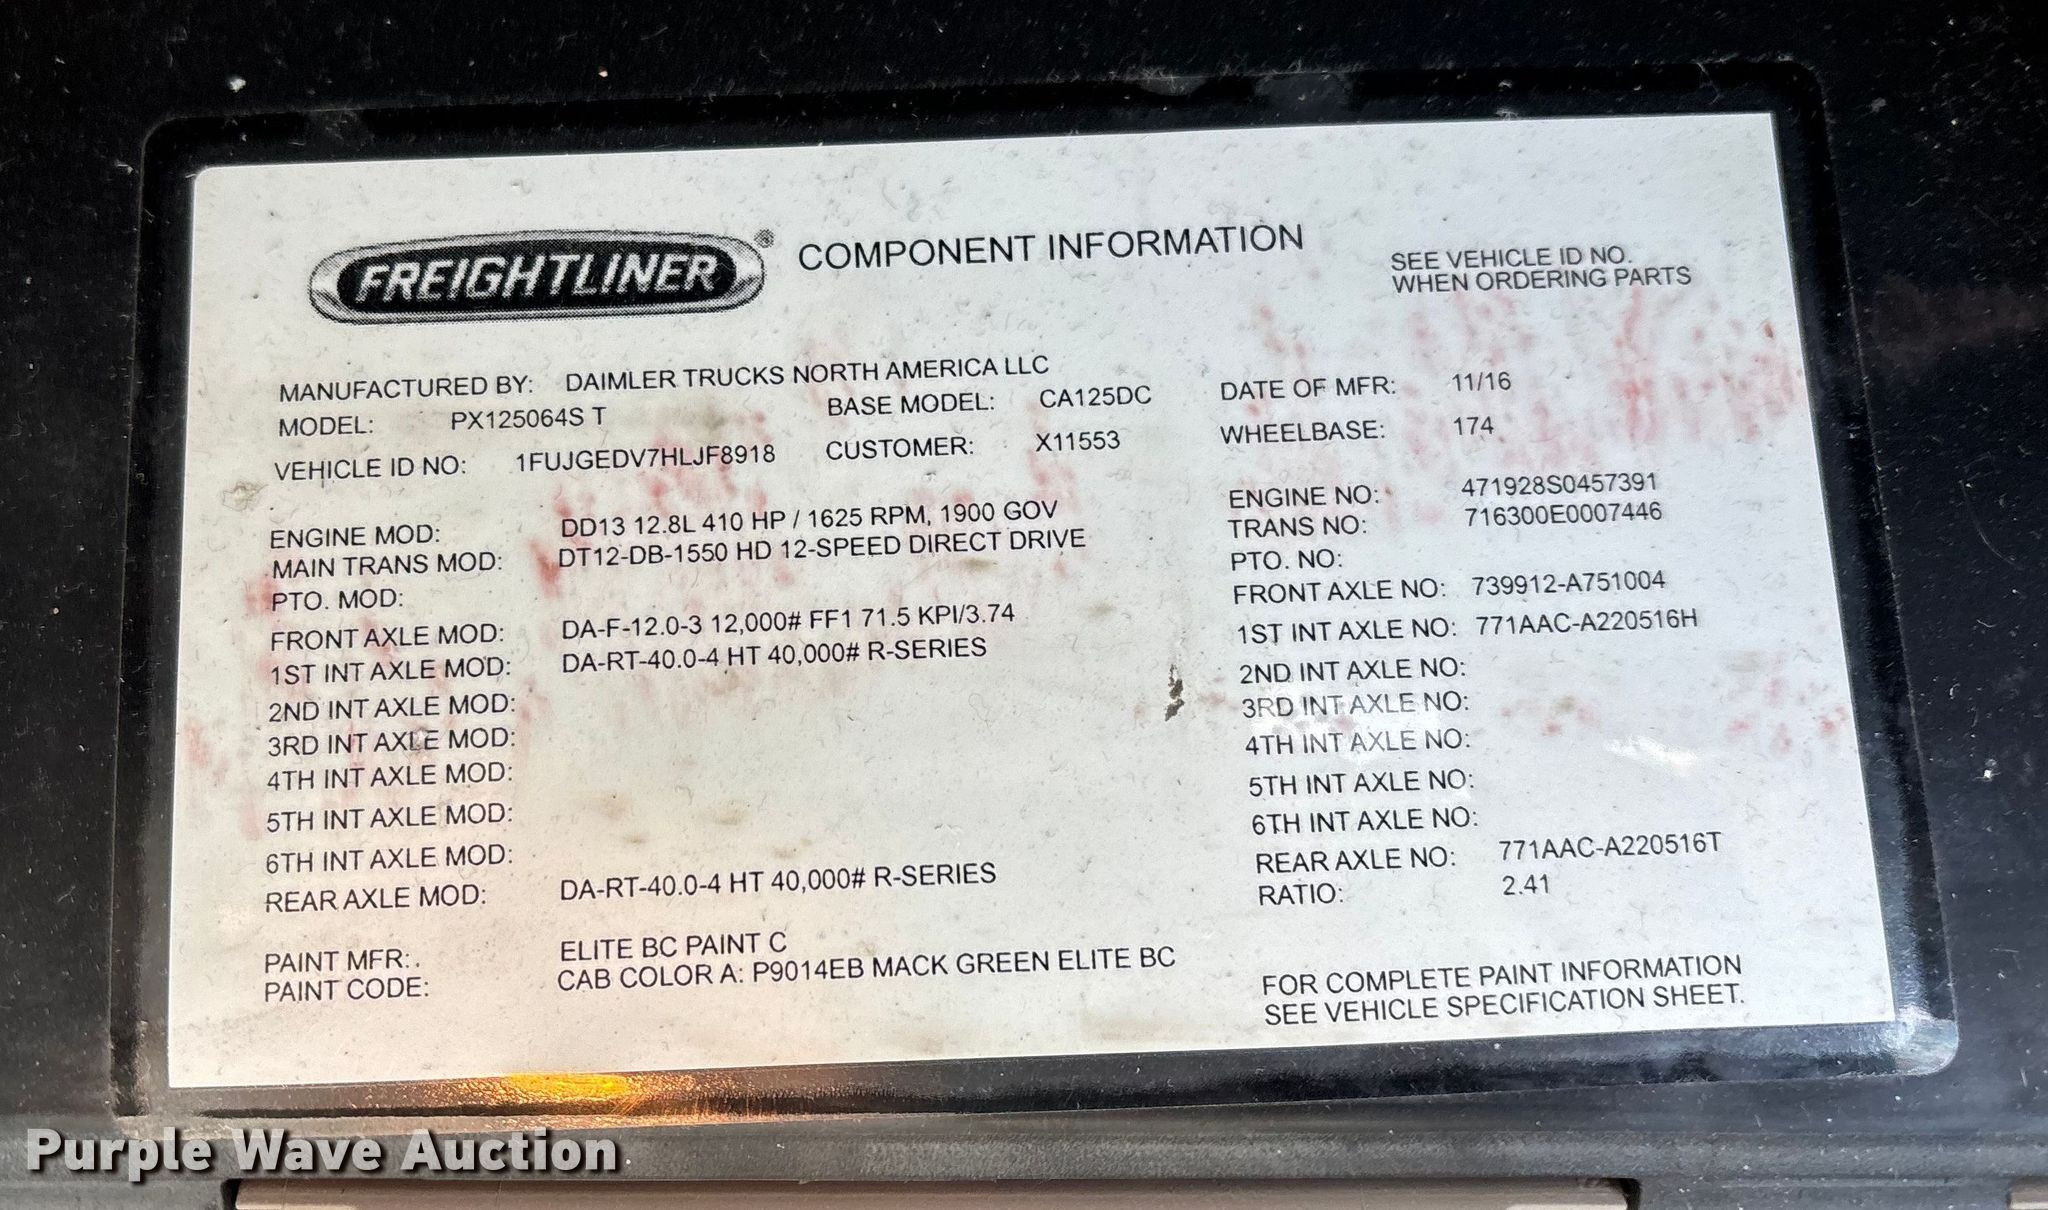 FREIGHTLINER® COMPONENT INFORMATION
SEE VEHICLE ID NO.
WHEN ORDERING PARTS
MANUFACTURED BY: DAIMLER TRUCKS NORTH AMERICA LLC
MODEL: PX125064S T BASE MODEL: CA125DC DATE OF MFR: 11/16
VEHICLE ID NO: 1FUJGEDV7HLJF8918 CUSTOMER: X11553 WHEELBASE: 174
ENGINE MOD: DD13 12.8L 410 HP / 1625 RPM, 1900 GOV ENGINE NO: 471928S0457391
MAIN TRANS MOD: DT12-DB-1550 HD 12-SPEED DIRECT DRIVE TRANS NO: 716300E0007446
PTO. MOD: PTO. NO:
FRONT AXLE MOD: DA-F-12.0-3 12,000# FF1 71.5 KPI/3.74 FRONT AXLE NO: 739912-A751004
1ST INT AXLE MOD: DA-RT-40.0-4 HT 40,000# R-SERIES 1ST INT AXLE NO: 771AAC-A220516H
2ND INT AXLE MOD: 2ND INT AXLE NO:
3RD INT AXLE MOD: 3RD INT AXLE NO:
4TH INT AXLE MOD: 4TH INT AXLE NO:
5TH INT AXLE MOD: 5TH INT AXLE NO:
6TH INT AXLE MOD: 6TH INT AXLE NO:
REAR AXLE MOD: DA-RT-40.0-4 HT 40,000# R-SERIES REAR AXLE NO: 771AAC-A220516T
RATIO: 2.41
PAINT MFR: ELITE BC PAINT C
PAINT CODE: CAB COLOR A: P9014EB MACK GREEN ELITE BC
FOR COMPLETE PAINT INFORMATION
SEE VEHICLE SPECIFICATION SHEET.
Purple Wave Auction